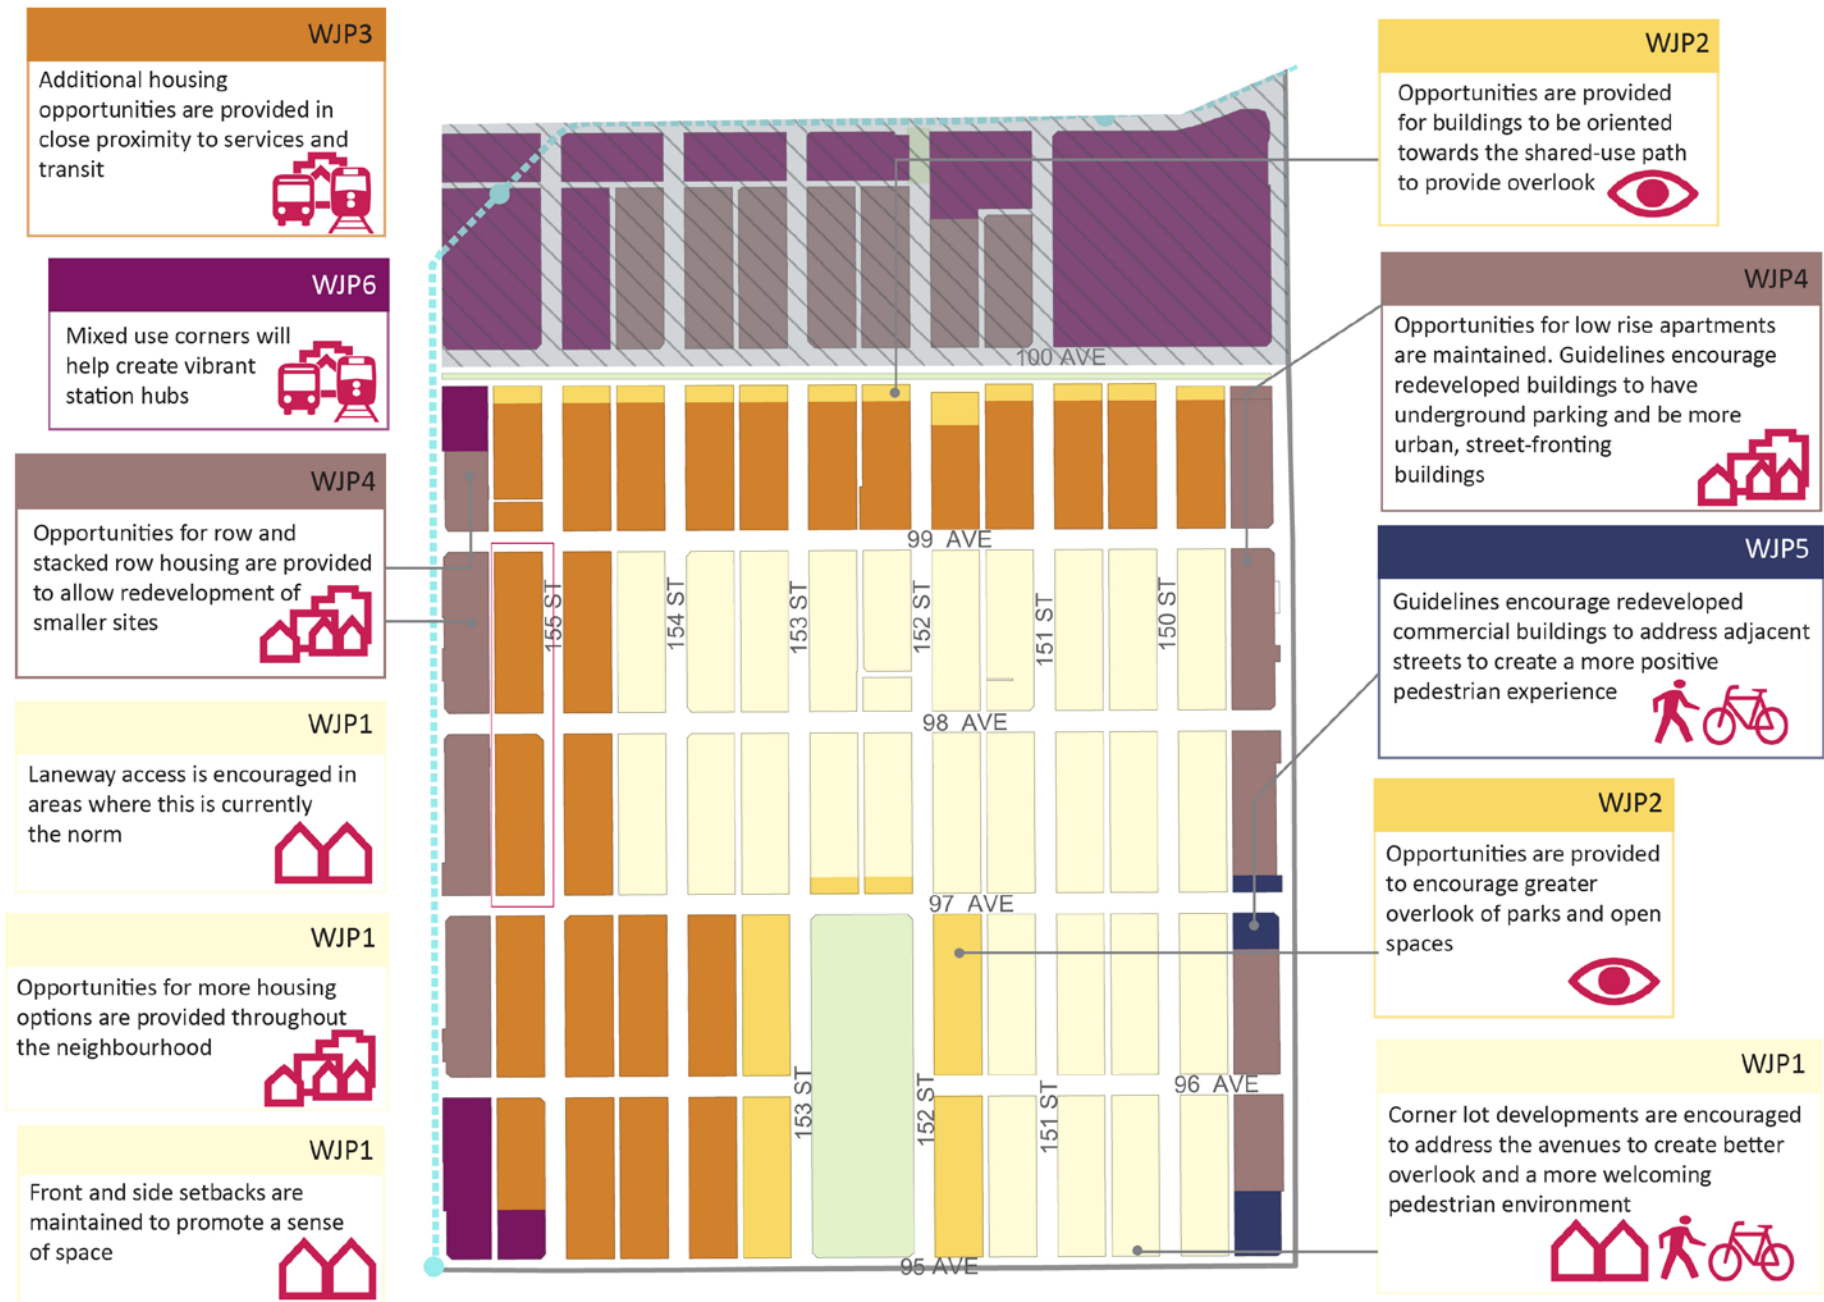 WJP3
Additional housing
opportunities are provided in
close proximity to services and
transit
WJP6
Mixed use corners will
help create vibrant
station hubs
WJP4
Opportunities for row and
stacked row housing are provided
to allow redevelopment of
smaller sites
WJP1
Laneway access is encouraged in
areas where this is currently
the norm
WJP1
Opportunities for more housing
options are provided throughout
the neighbourhood
WJP1
Front and side setbacks are
maintained to promote a sense
of space
100 AVE
99 AVE
155 ST
154 ST
153 ST
152 ST
151 ST
150 ST
98 AVE
97 AVE
153 ST
152 ST
151 ST
96 AVE
95 AVE
WJP2
Opportunities are provided
for buildings to be oriented
towards the shared-use path
to provide overlook
WJP4
Opportunities for low rise apartments
are maintained. Guidelines encourage
redeveloped buildings to have
underground parking and be more
urban, street-fronting
buildings
WJP5
Guidelines encourage redeveloped
commercial buildings to address adjacent
streets to create a more positive
pedestrian experience
WJP2
Opportunities are provided
to encourage greater
overlook of parks and open
spaces
WJP1
Corner lot developments are encouraged
to address the avenues to create better
overlook and a more welcoming
pedestrian environment